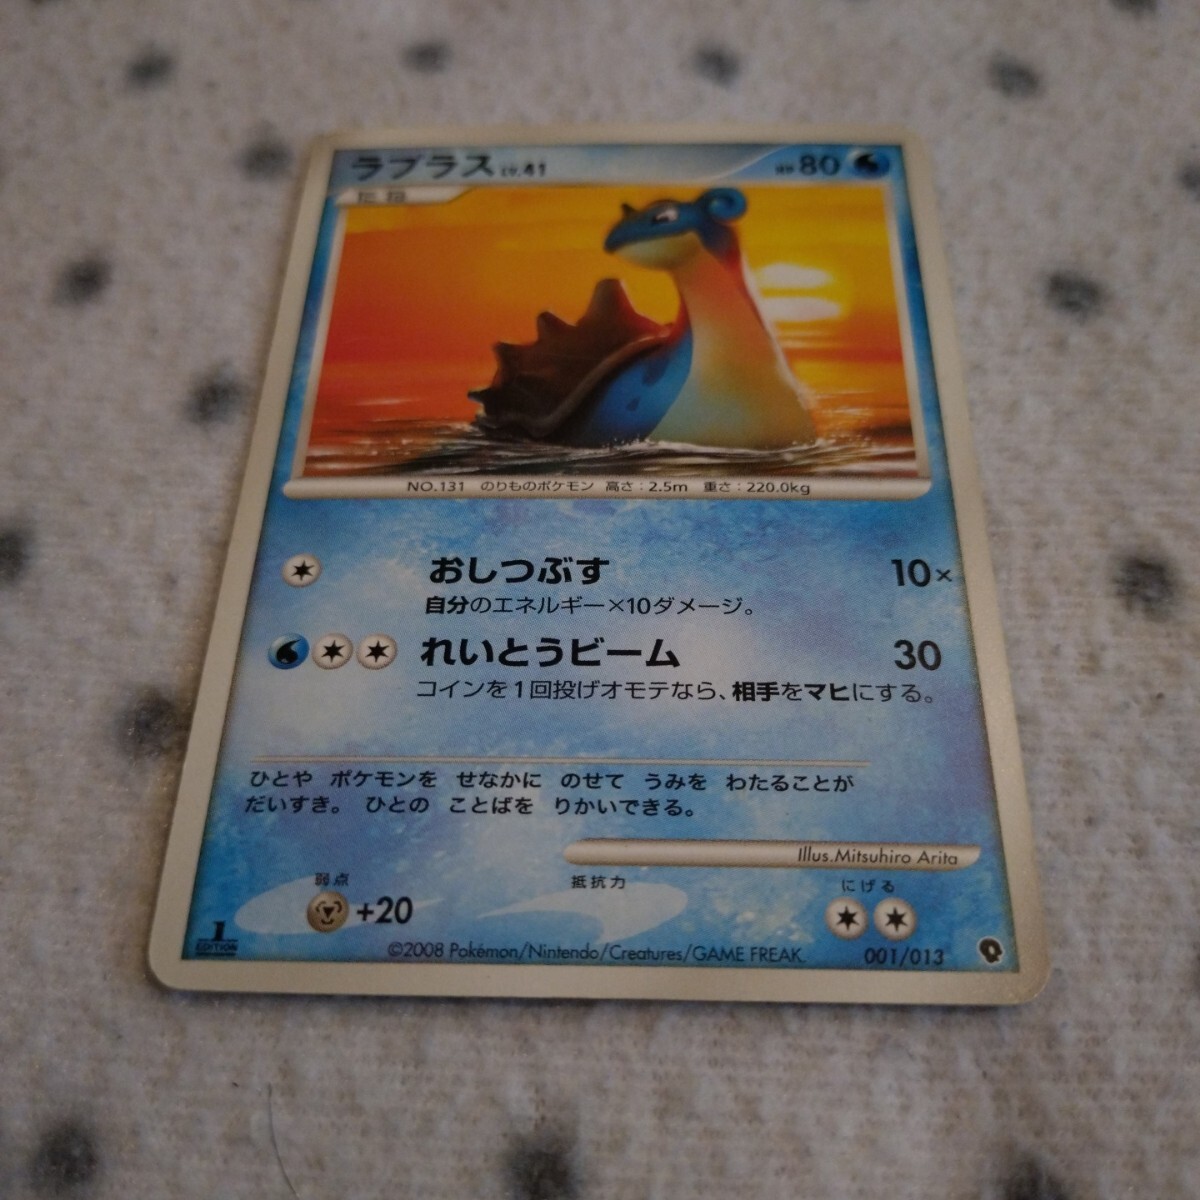 ラプラス LV.41 HP 80
NO.131 のりものポケモン 高さ：2.5m 重さ：220.0kg
おしつぶす 10×
自分のエネルギー×10ダメージ。
れいとうビーム 30
コインを1回投げオモテなら、相手をマヒにする。
ひとや ポケモンを せなかに のせて うみを わたることが
だいすき。 ひとの ことばを りかいできる。
Illus.Mitsuhiro Arita
弱点 抵抗力 にげる
+20
1 EDITION
©2008 Pokémon/Nintendo/Creatures/GAME FREAK.
001/013